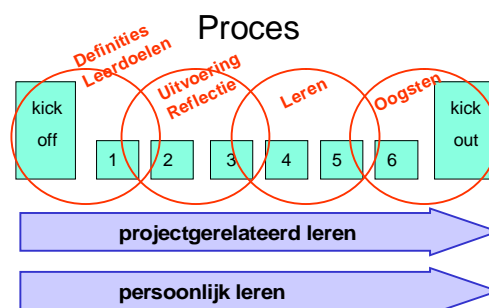 Proces
Definities
Leerdoelen
Uitvoering
Reflectie
Leren
Oogsten
kick
off
1
2
3
4
5
6
kick
out
projectgerelateerd leren
persoonlijk leren